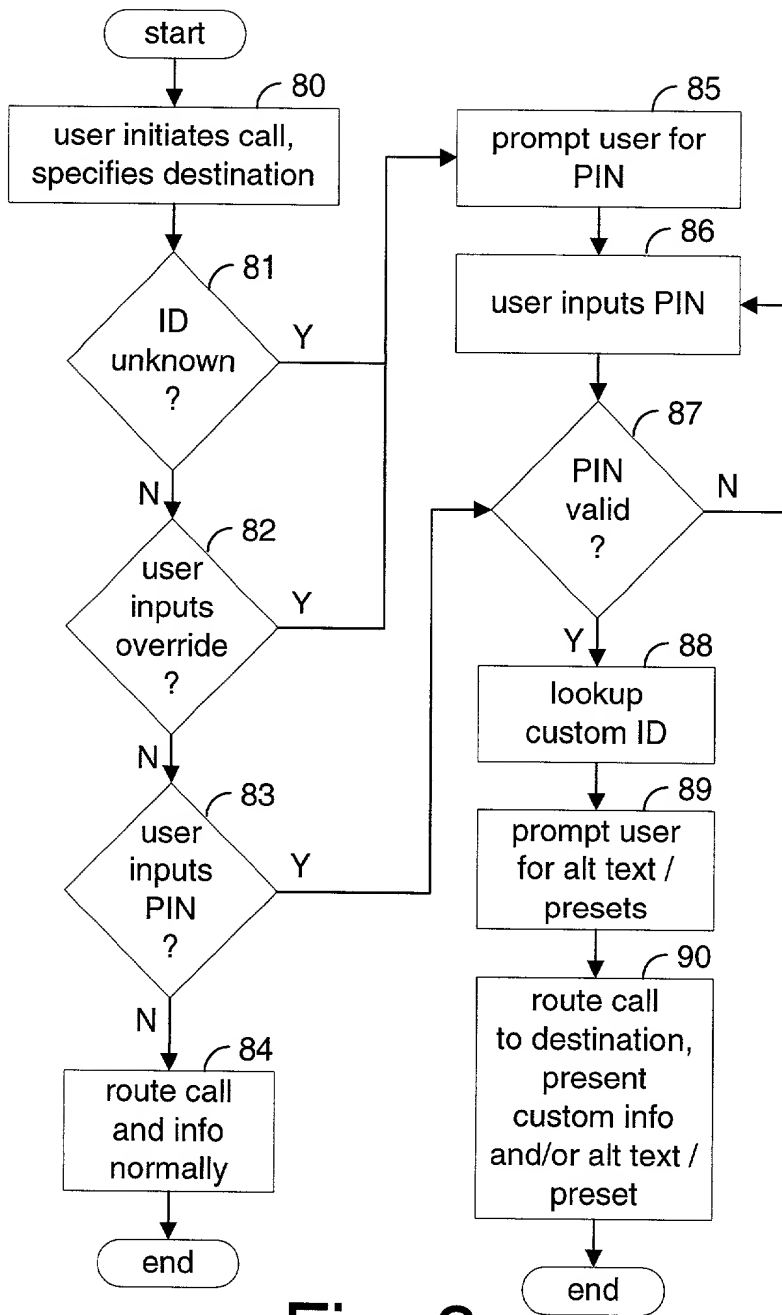 start
80
user initiates call,
specifies destination
81
ID
unknown
?
Y
N
82
user
inputs
override
?
Y
N
83
user
inputs
PIN
?
Y
N
84
route call
and info
normally
end
85
prompt user for
PIN
86
user inputs PIN
87
PIN
valid
?
N
Y
88
lookup
custom ID
89
prompt user
for alt text /
presets
90
route call
to destination,
present
custom info
and/or alt text /
preset
end